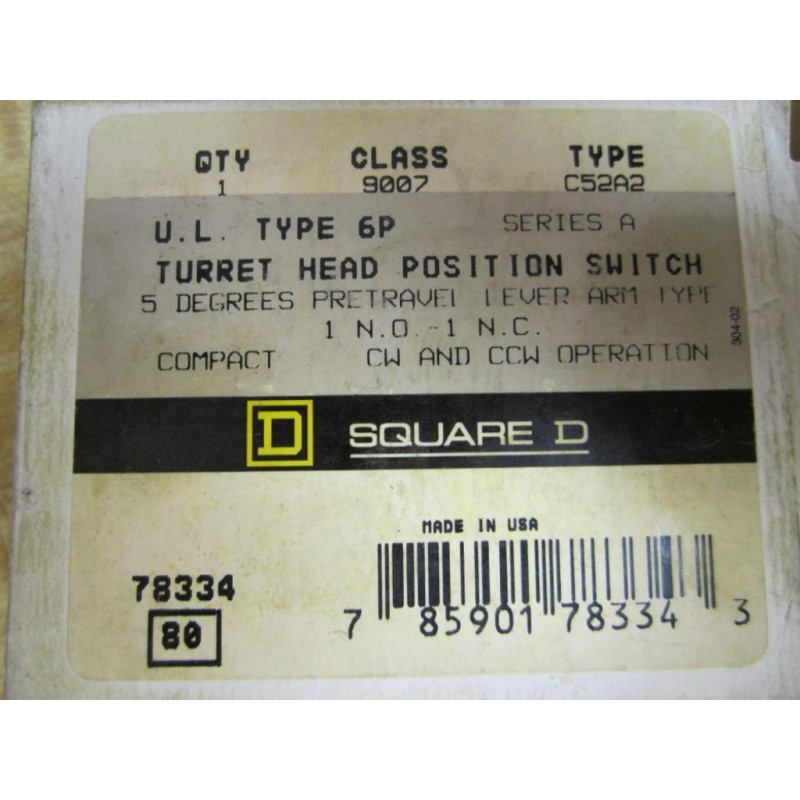 QTY CLASS TYPE
1 9007 C52A2
U.L. TYPE 6P SERIES A
TURRET HEAD POSITION SWITCH
5 DEGREES PRETRAVEL LEVER ARM TYPE
1 N.O.-1 N.C.
COMPACT CW AND CCW OPERATION
304-02
D SQUARE D
MADE IN USA
78334
80
7 85901 78334 3